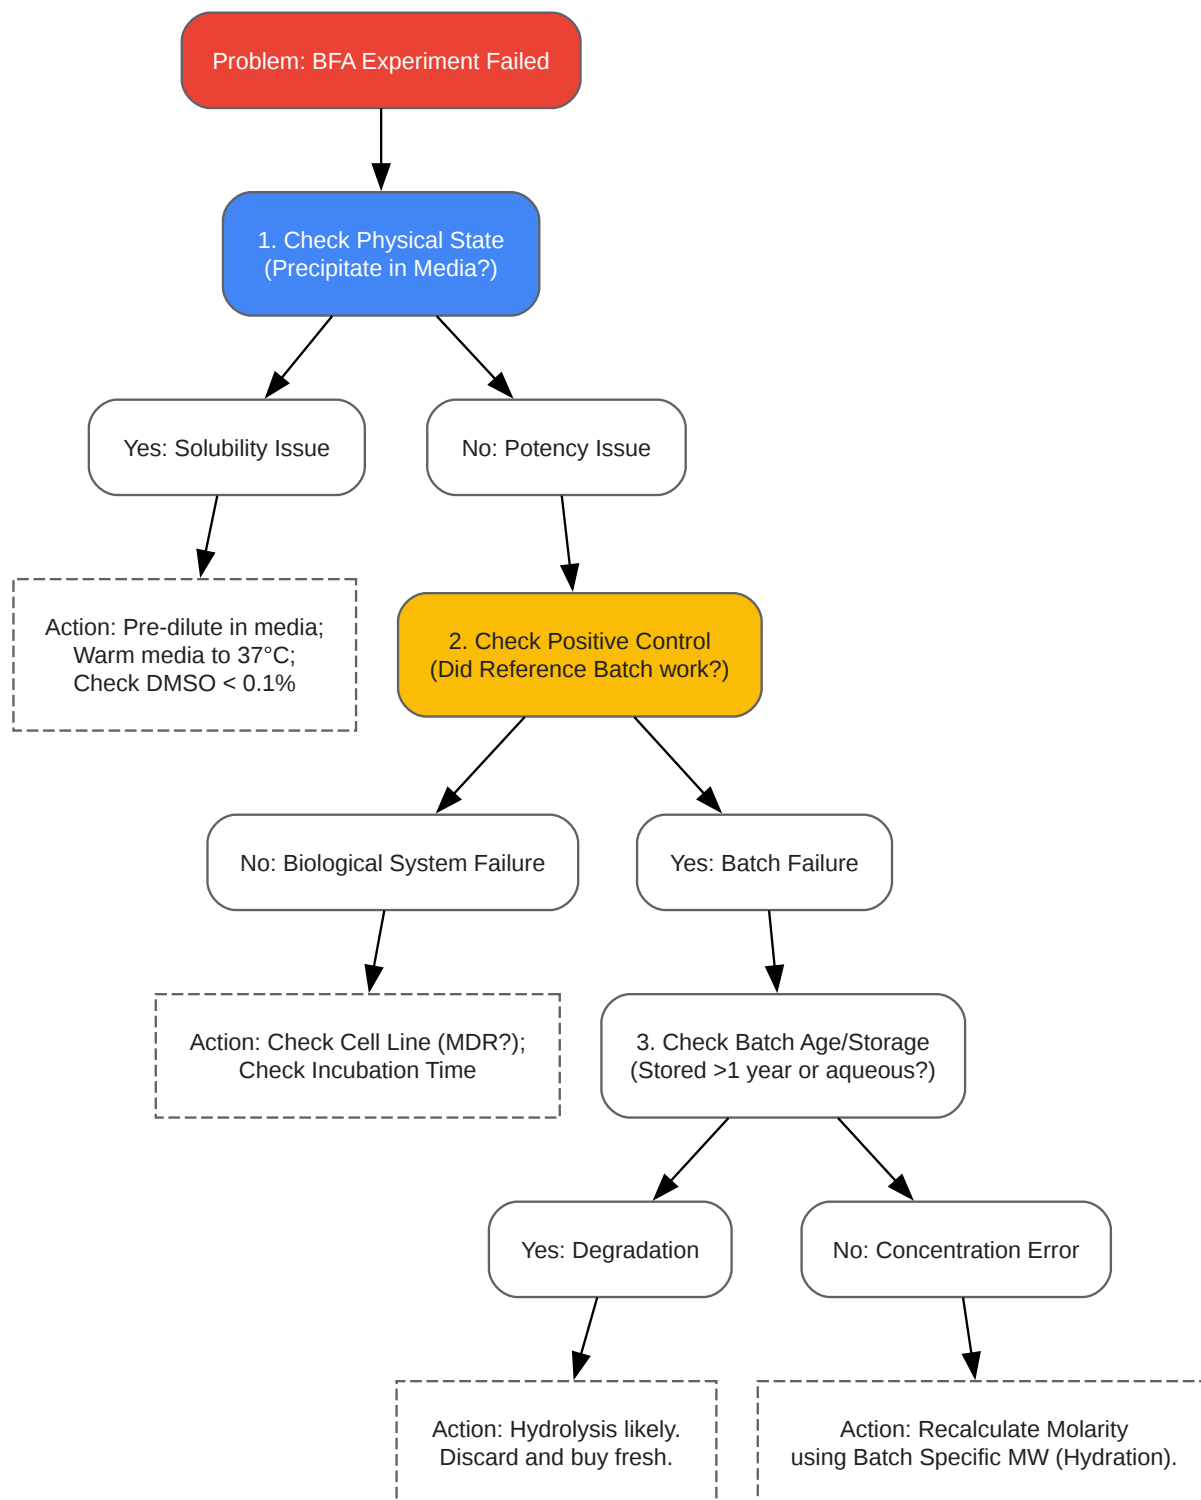 Problem: BFA Experiment Failed
1. Check Physical State
(Precipitate in Media?)
Yes: Solubility Issue
No: Potency Issue
Action: Pre-dilute in media;
Warm media to 37°C;
Check DMSO < 0.1%
2. Check Positive Control
(Did Reference Batch work?)
No: Biological System Failure
Yes: Batch Failure
Action: Check Cell Line (MDR?);
Check Incubation Time
3. Check Batch Age/Storage
(Stored >1 year or aqueous?)
Yes: Degradation
No: Concentration Error
Action: Hydrolysis likely.
Discard and buy fresh.
Action: Recalculate Molarity
using Batch Specific MW (Hydration).